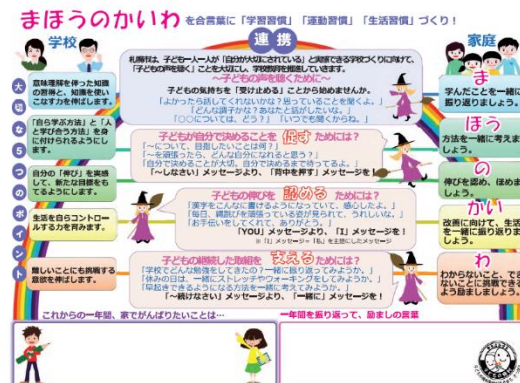 まほうのかいわ を合言葉に「学習習慣」「運動習慣」「生活習慣」づくり!
学校
連携
家庭
札幌市は、子ども一人一人が「自分が大切にされている」と実感できる学校づくりに向けて、
「子どもの声を聴く」ことを大切にし、学校教育を推進していきます。
~子どもの声を聴くために~
子どもの気持ちを「受け止める」ことから始めませんか。
「よかったら話してくれないかな?思っていることを聞くよ。」
「どんな調子かな?あなたと話がしたいな。」
「○○については、どう?」「いつでも聞くからね。」
子どもが自分で決めることを 促す ためには?
「~について、目指したいことは何?」
「~を頑張ったら、どんな自分になれると思う?」
「自分で決めることが大切。自分で決めるまで待ってるよ。」
「~しなさい」メッセージより、「背中を押す」メッセージを!
子どもの伸びを 認める ためには?
「漢字をこんなに書けるようになっていて、感心したよ。」
「毎日、縄跳びを頑張っている姿が見られて、うれしいな。」
「お手伝いをしてくれて、ありがとう。」
「YOU」メッセージより、「I」メッセージを!
※「I」メッセージ=「私」を主語にしたメッセージ
子どもの継続した取組を 支える ためには?
「学校でどんな勉強をしてきたの?一緒に振り返ってみようか。」
「休みの日は、一緒にストレッチやウォーキングをしてみようか。」
「早起きできるようになる方法を一緒に考えてみようか。」
「~続けなさい」メッセージより、「一緒に」メッセージを!
大切な5つのポイント
意味理解を伴った知識
の習得と、知識を使い
こなす力を伸ばします。
「自ら学ぶ方法」と「人
と学び合う方法」を身
に付けられるようにし
ます。
自分の「伸び」を実感
して、新たな目標をも
てるようにします。
生活を自らコントロー
ルする力を育みます。
難しいことにも挑戦する
意欲を伸ばします。
ま
学んだことを一緒に
振り返りましょう。
ほう
方法を一緒に考えま
しょう。
の
伸びを認め、ほめま
しょう。
かい
改善に向けて、生活
を一緒に振り返りま
しょう。
わ
わからないこと、でき
ないことに挑戦できる
よう励ましましょう。
これからの一年間、家でがんばりたいことは…
一年間を振り返って、励ましの言葉